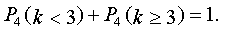 P₄(k < 3) + P₄(k ≥ 3) = 1.